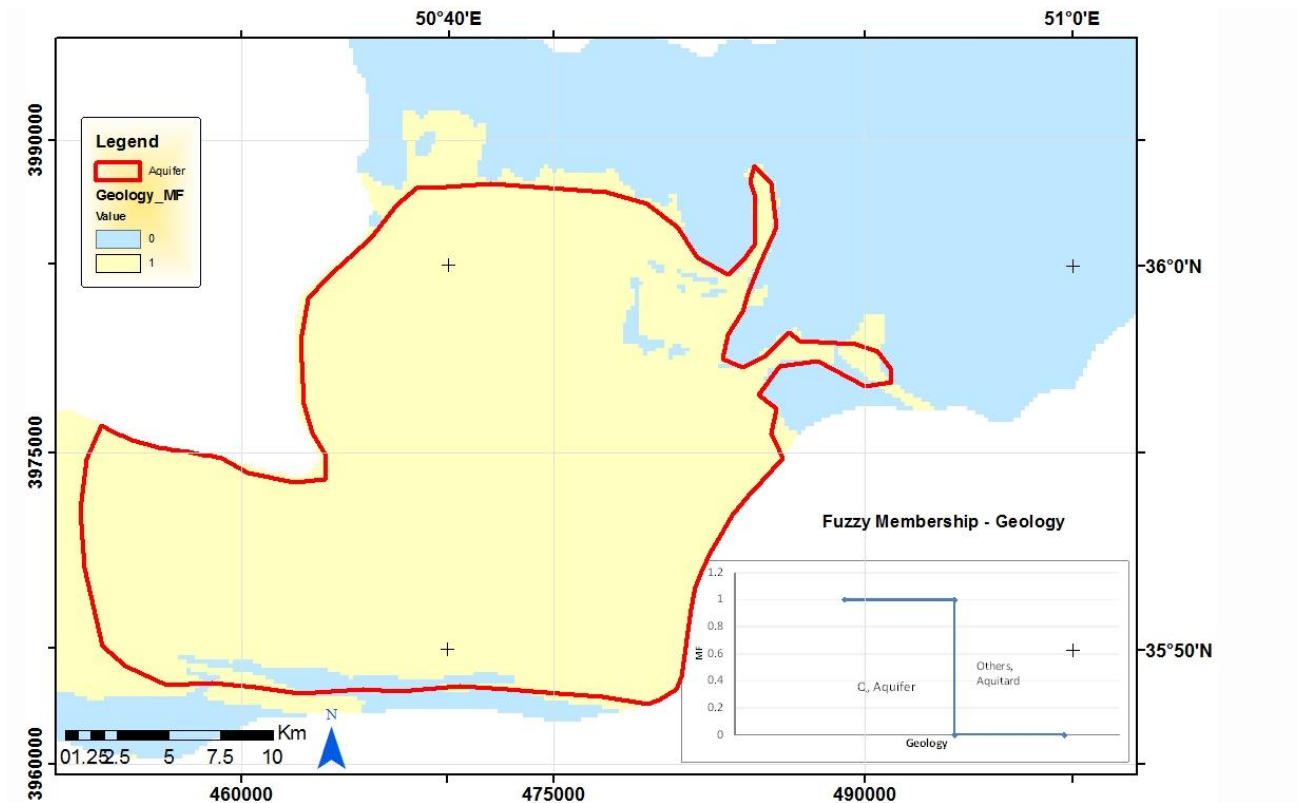 50°40'E
51°0'E
3990000
3975000
3960000
Legend
Aquifer
Geology_MF
Value
0
1
36°0'N
35°50'N
Fuzzy Membership - Geology
1.2
1
0.8
0.6
0.4
0.2
0
MF
Q, Aquifer
Others,
Aquitard
Geology
N
Km
01.252.5 5 7.5 10
460000
475000
490000